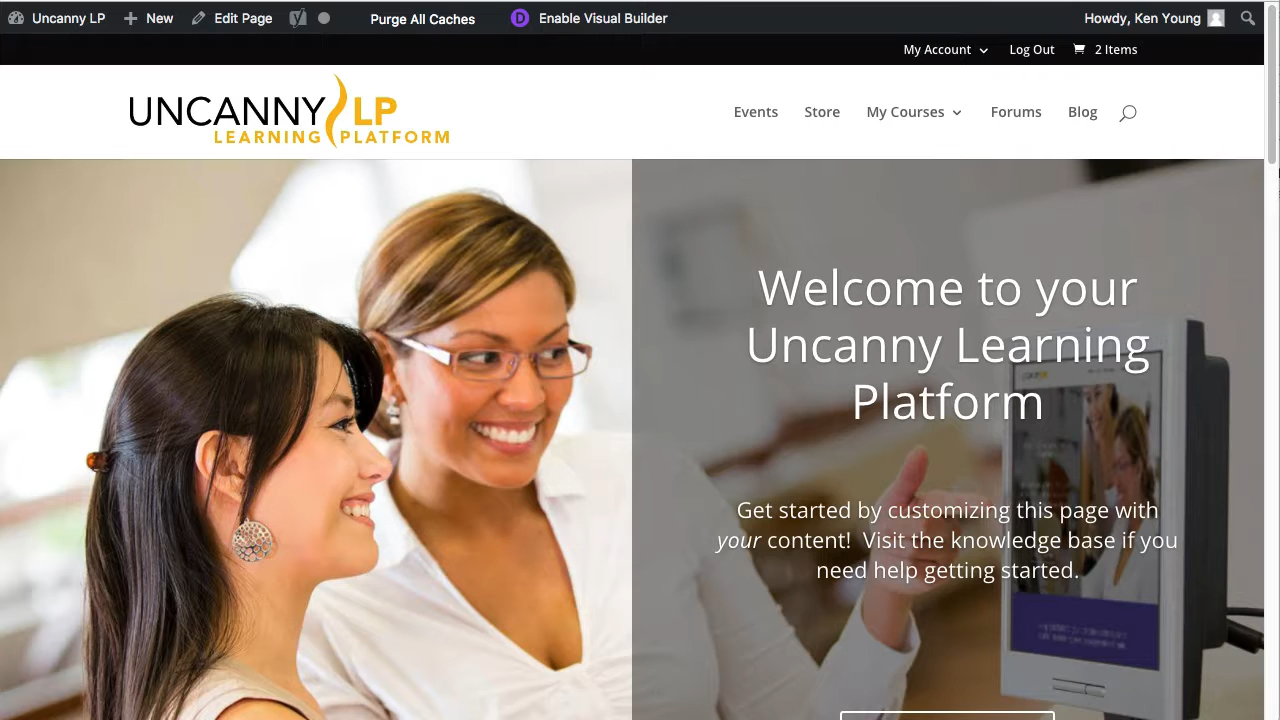 Uncanny LP New Edit Page Purge All Caches Enable Visual Builder Howdy, Ken Young
My Account Log Out 2 Items
UNCANNY LP
LEARNING PLATFORM
Events Store My Courses Forums Blog
Welcome to your
Uncanny Learning
Platform
Get started by customizing this page with
your content! Visit the knowledge base if you
need help getting started.